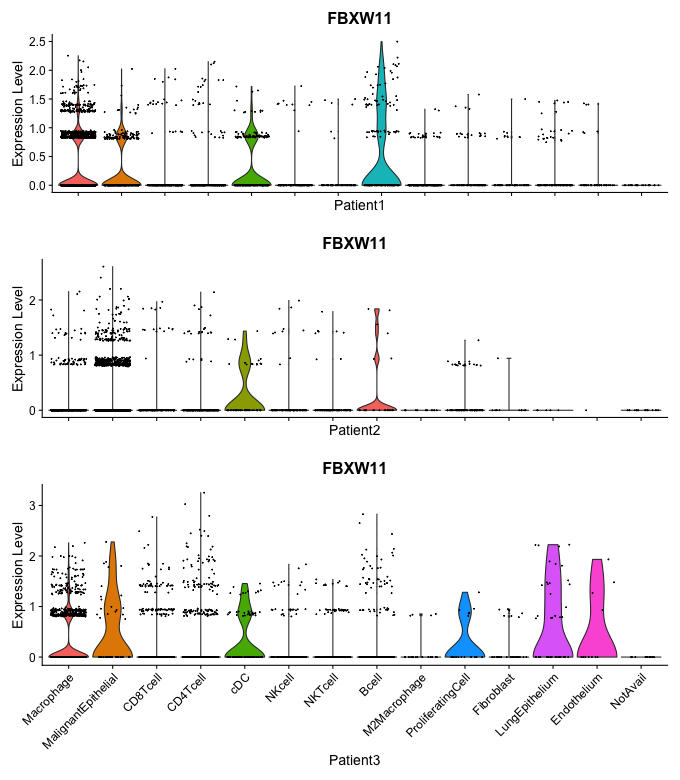 FBXW11
Expression Level
2.5
2.0
1.5
1.0
0.5
0.0
Patient1
FBXW11
Expression Level
2
1
0
Patient2
FBXW11
Expression Level
3
2
1
0
Macrophage
MalignantEpithelial
CD8Tcell
CD4Tcell
cDC
NKcell
NKTcell
Bcell
M2Macrophage
ProliferatingCell
Fibroblast
LungEpithelium
Endothelium
NotAvail
Patient3